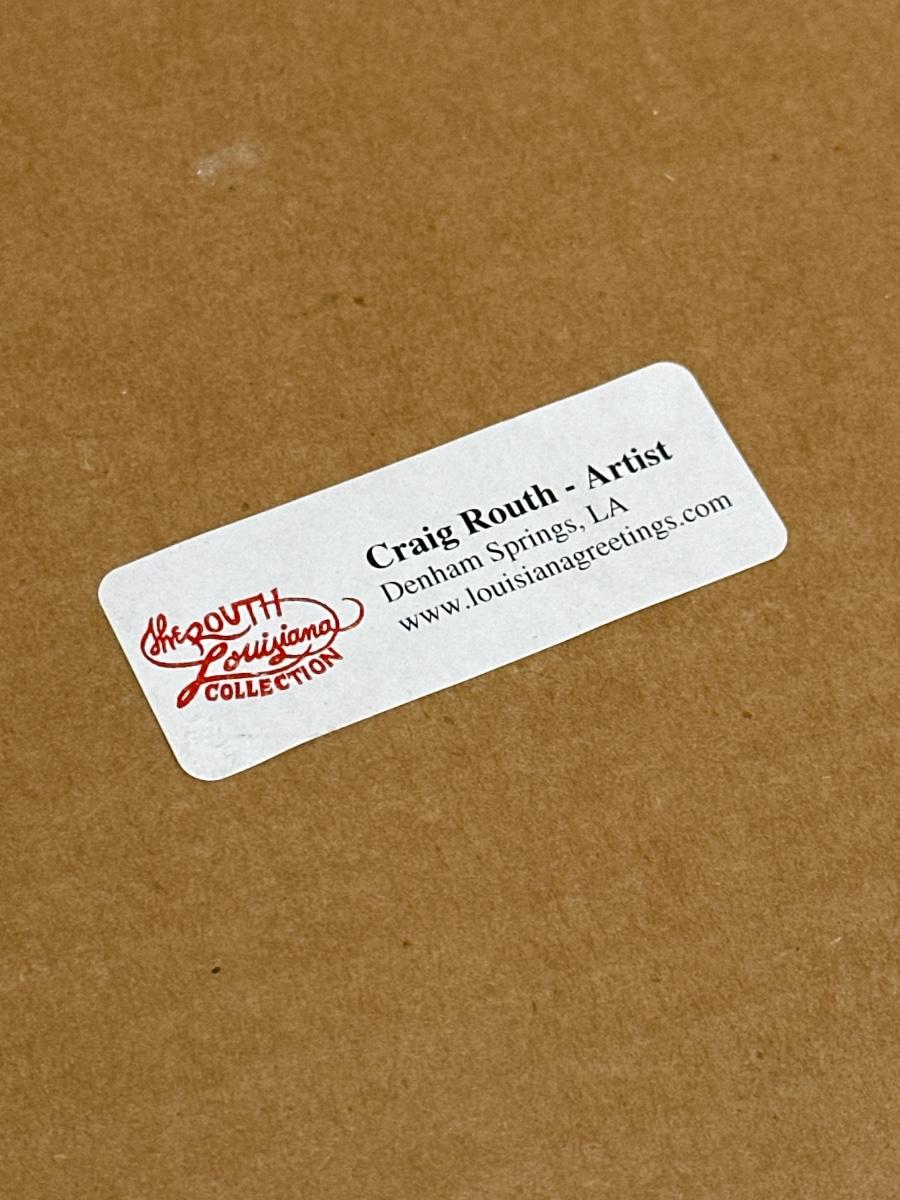 the ROUTH
Louisiana
COLLECTION
Craig Routh - Artist
Denham Springs, LA
www.louisianagreetings.com